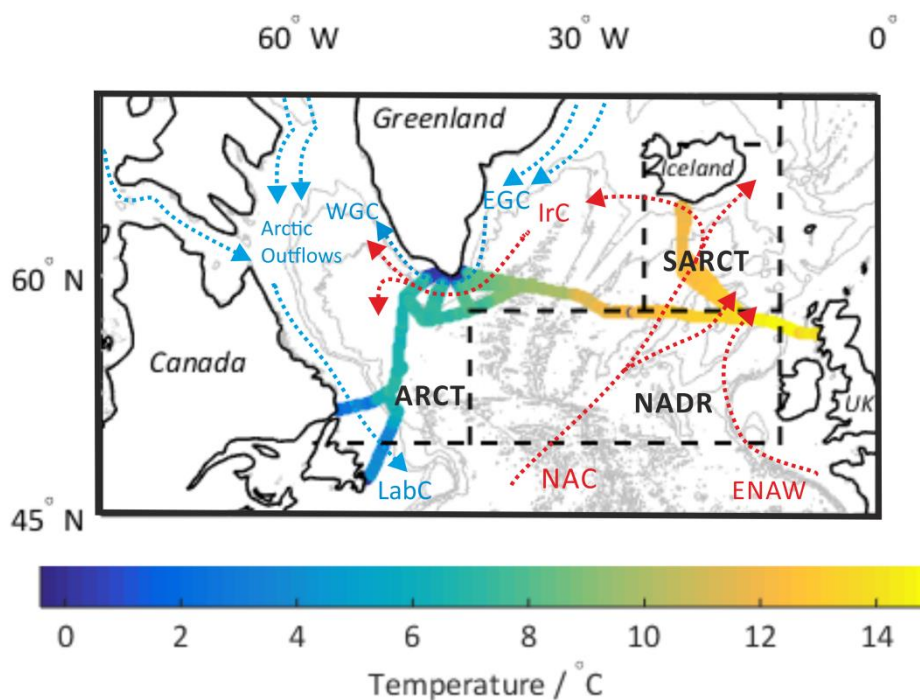 60° W 30° W 0°
Greenland
Iceland
WGC EGC IrC
Arctic
Outflows
60° N
SARCT
Canada
ARCT NADR UK
LabC NAC ENAW
45° N
0 2 4 6 8 10 12 14
Temperature / °C